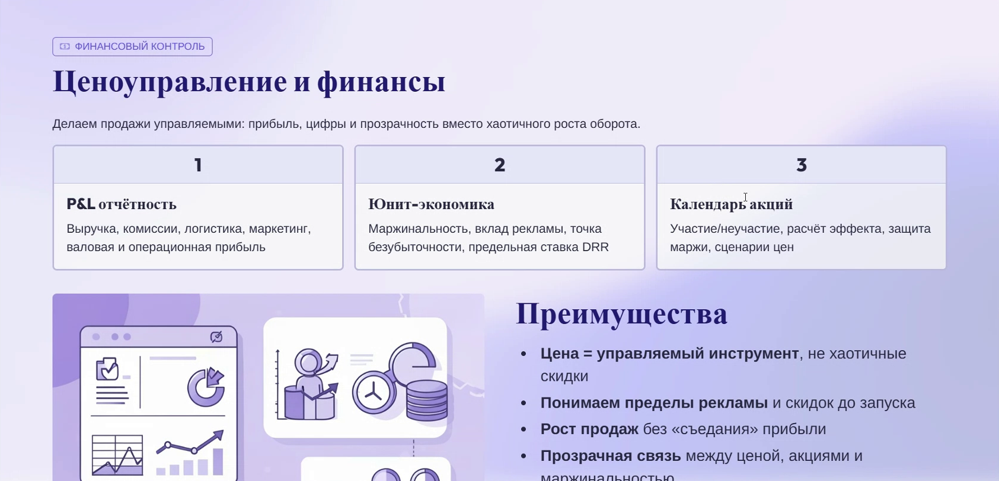 ФИНАНСОВЫЙ КОНТРОЛЬ
Ценоуправление и финансы
Делаем продажи управляемыми: прибыль, цифры и прозрачность вместо хаотичного роста оборота.
1
P&L отчётность
Выручка, комиссии, логистика, маркетинг,
валовая и операционная прибыль
2
Юнит-экономика
Маржинальность, вклад рекламы, точка
безубыточности, предельная ставка DRR
3
Календарь акций
Участие/неучастие, расчёт эффекта, защита
маржи, сценарии цен
Преимущества
• Цена = управляемый инструмент, не хаотичные
скидки
• Понимаем пределы рекламы и скидок до запуска
• Рост продаж без «съедания» прибыли
• Прозрачная связь между ценой, акциями и
маржинальностью